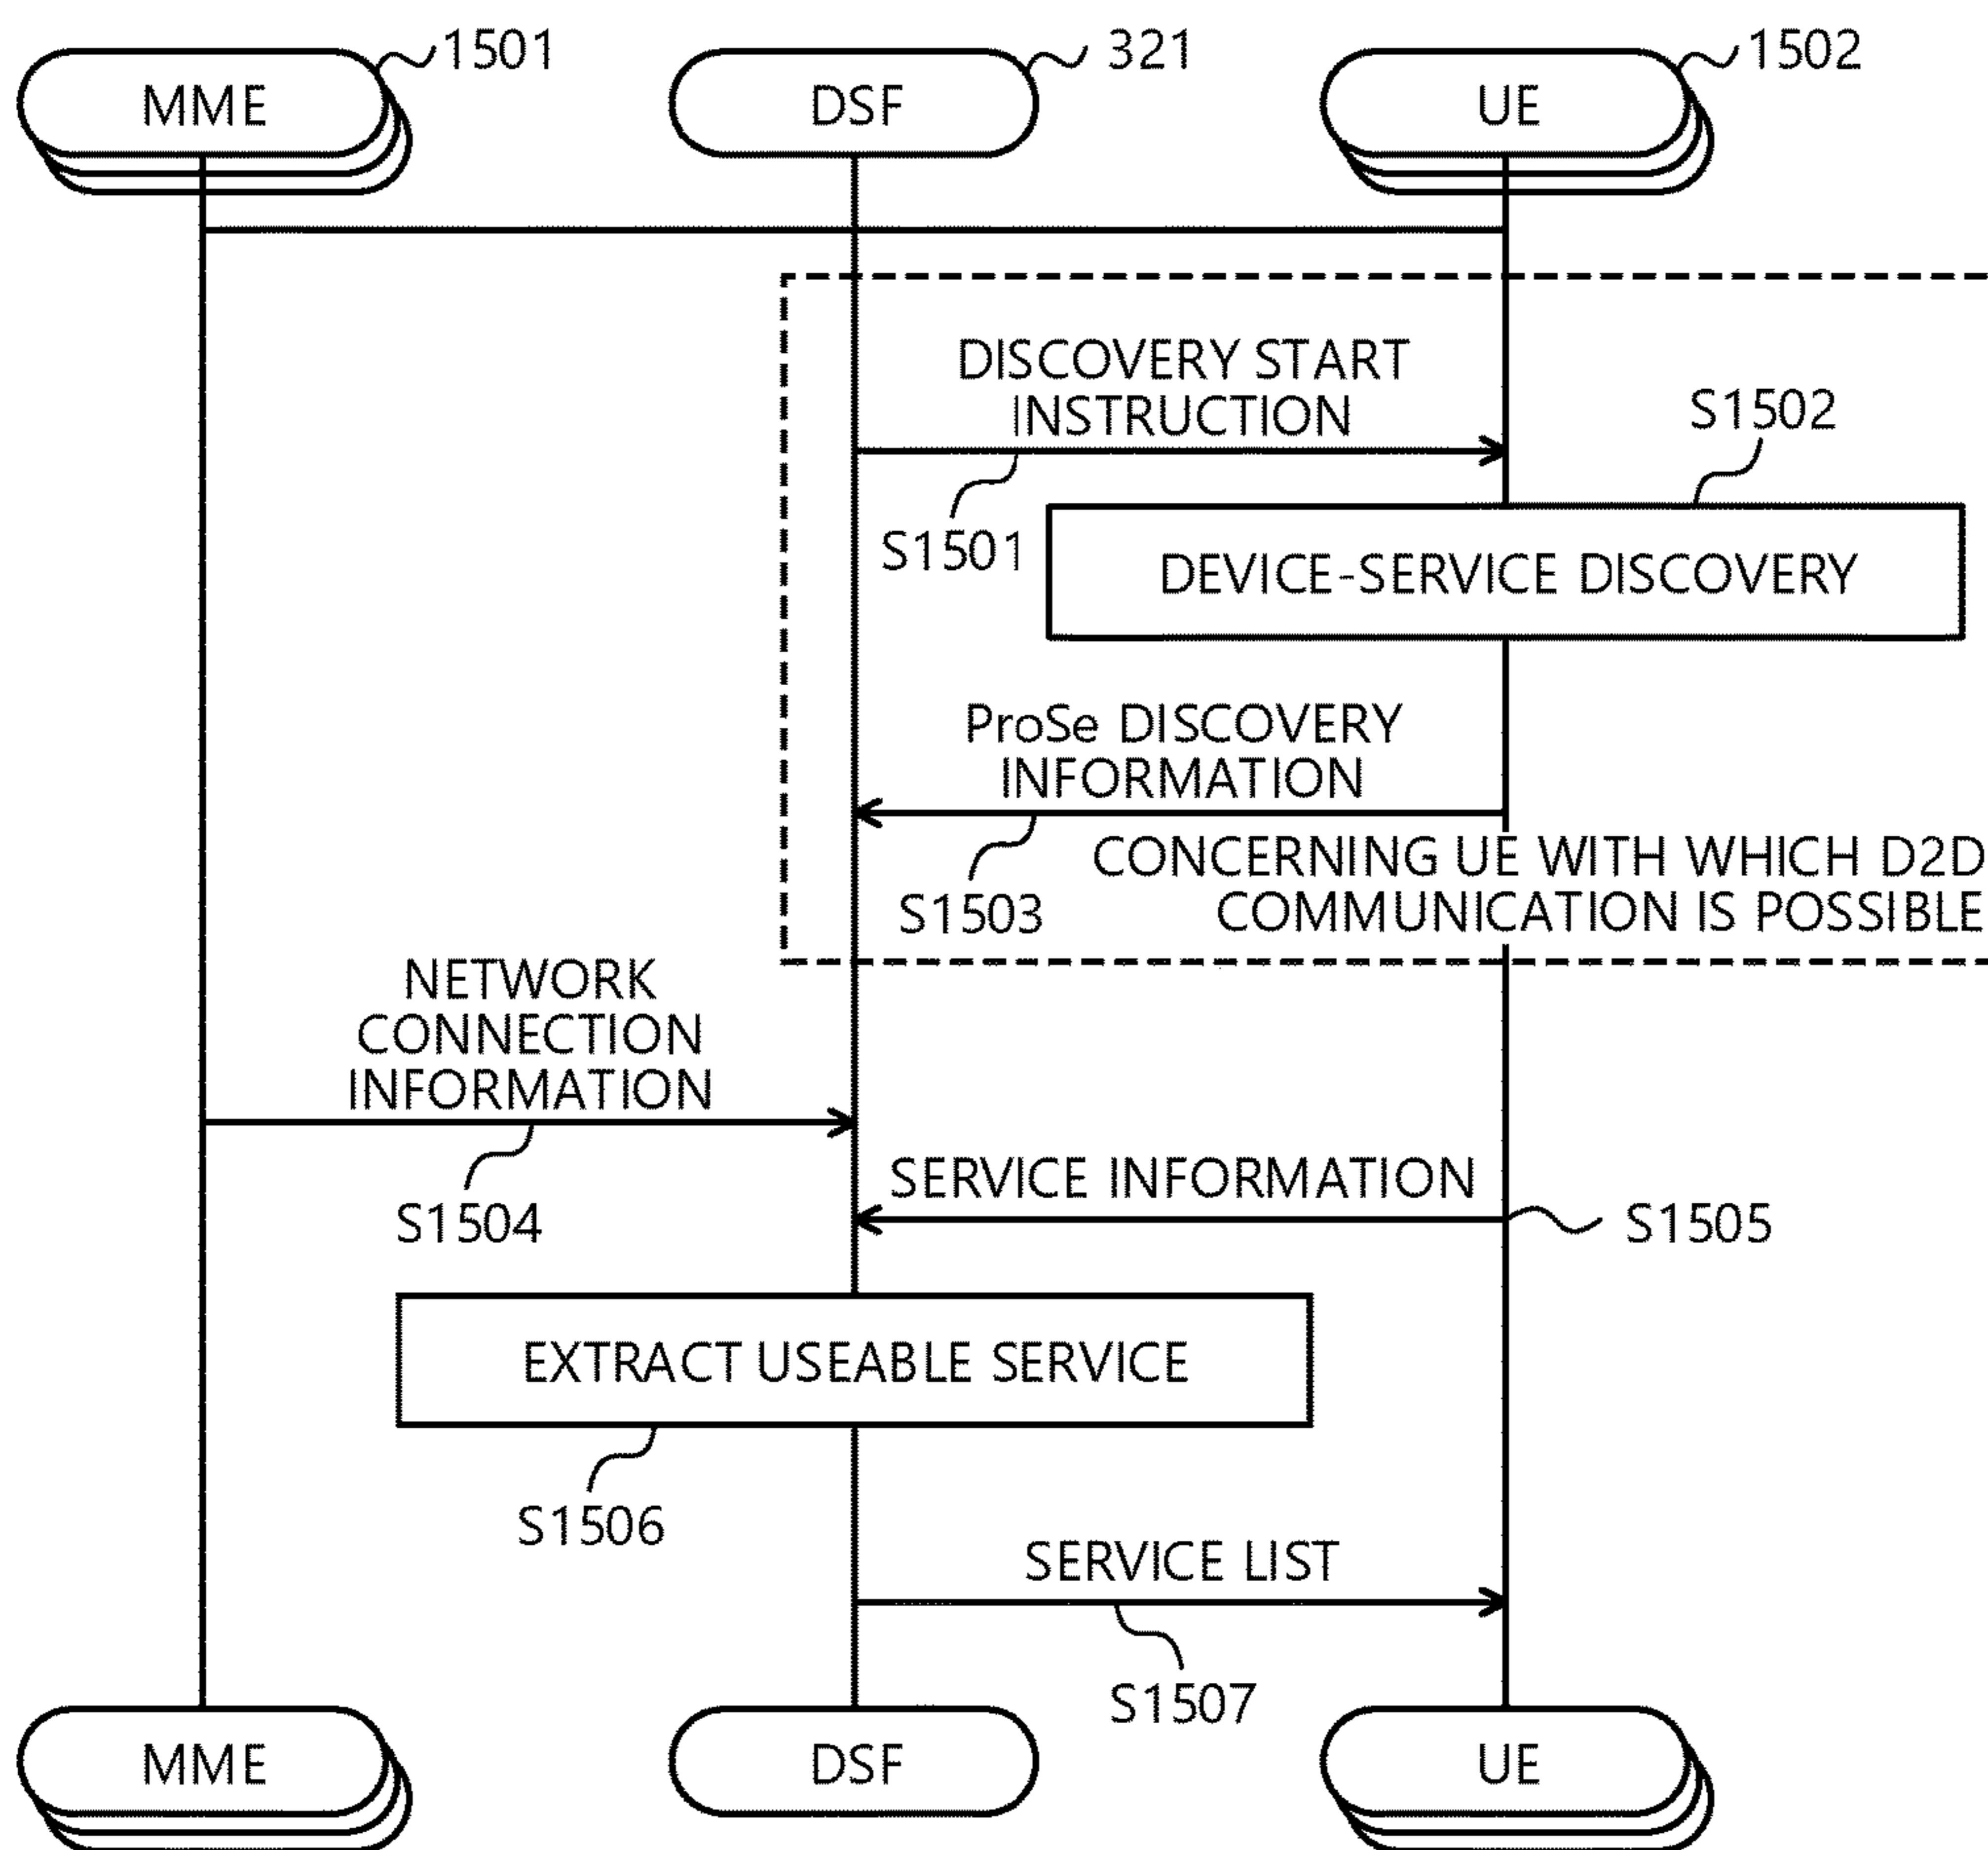 1501
321
1502
MME
DSF
UE
DISCOVERY START
INSTRUCTION
S1502
S1501
DEVICE-SERVICE DISCOVERY
ProSe DISCOVERY
INFORMATION
CONCERNING UE WITH WHICH D2D
COMMUNICATION IS POSSIBLE
S1503
NETWORK
CONNECTION
INFORMATION
SERVICE INFORMATION
S1504
S1505
EXTRACT USEABLE SERVICE
S1506
SERVICE LIST
S1507
MME
DSF
UE